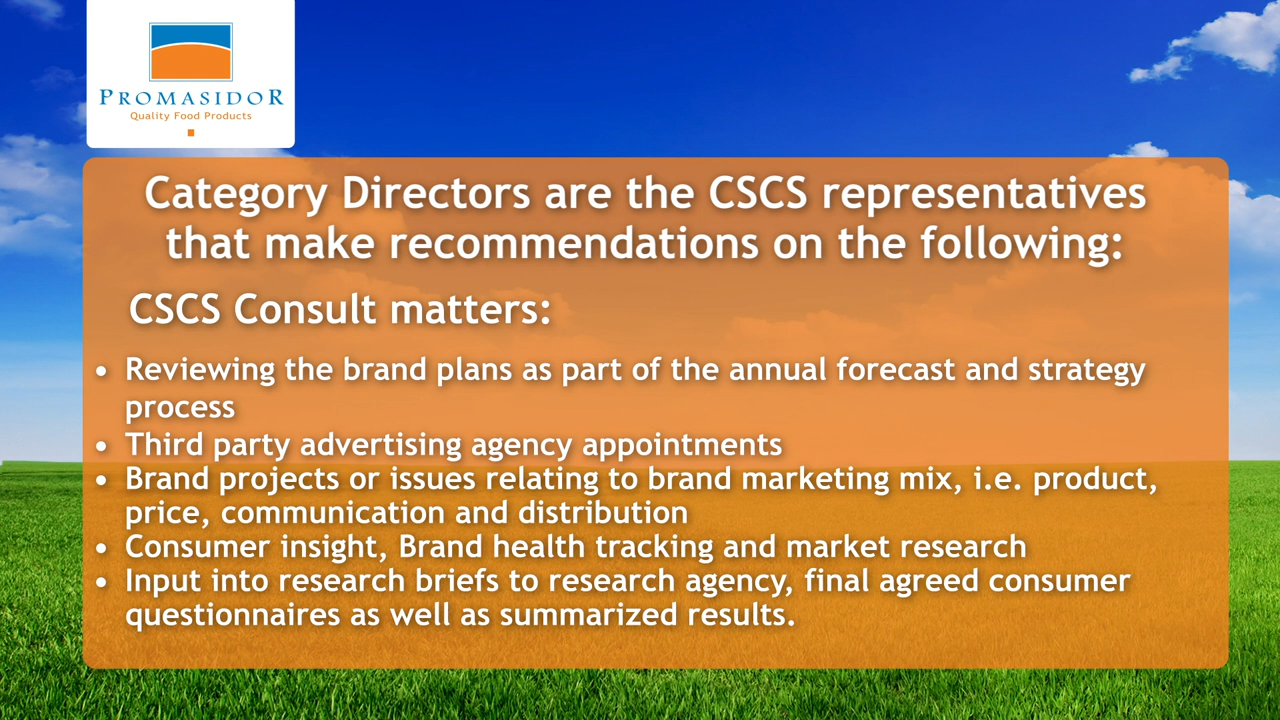 PROMASIDOR
Quality Food Products
Category Directors are the CSCS representatives
that make recommendations on the following:
CSCS Consult matters:
• Reviewing the brand plans as part of the annual forecast and strategy
process
• Third party advertising agency appointments
• Brand projects or issues relating to brand marketing mix, i.e. product,
price, communication and distribution
• Consumer insight, Brand health tracking and market research
• Input into research briefs to research agency, final agreed consumer
questionnaires as well as summarized results.